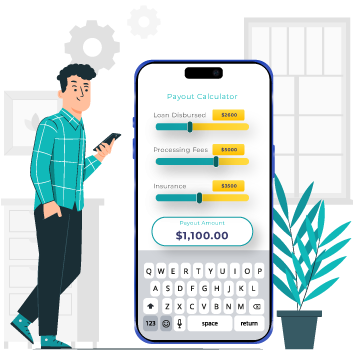 Payout Calculator
Loan Disbursed $2600
Processing Fees $5000
Insurance $3500
Payout Amount
$1,100.00
Q W E R T Y U I O P
A S D F G H J K L
Z X C V B N M
123 space return